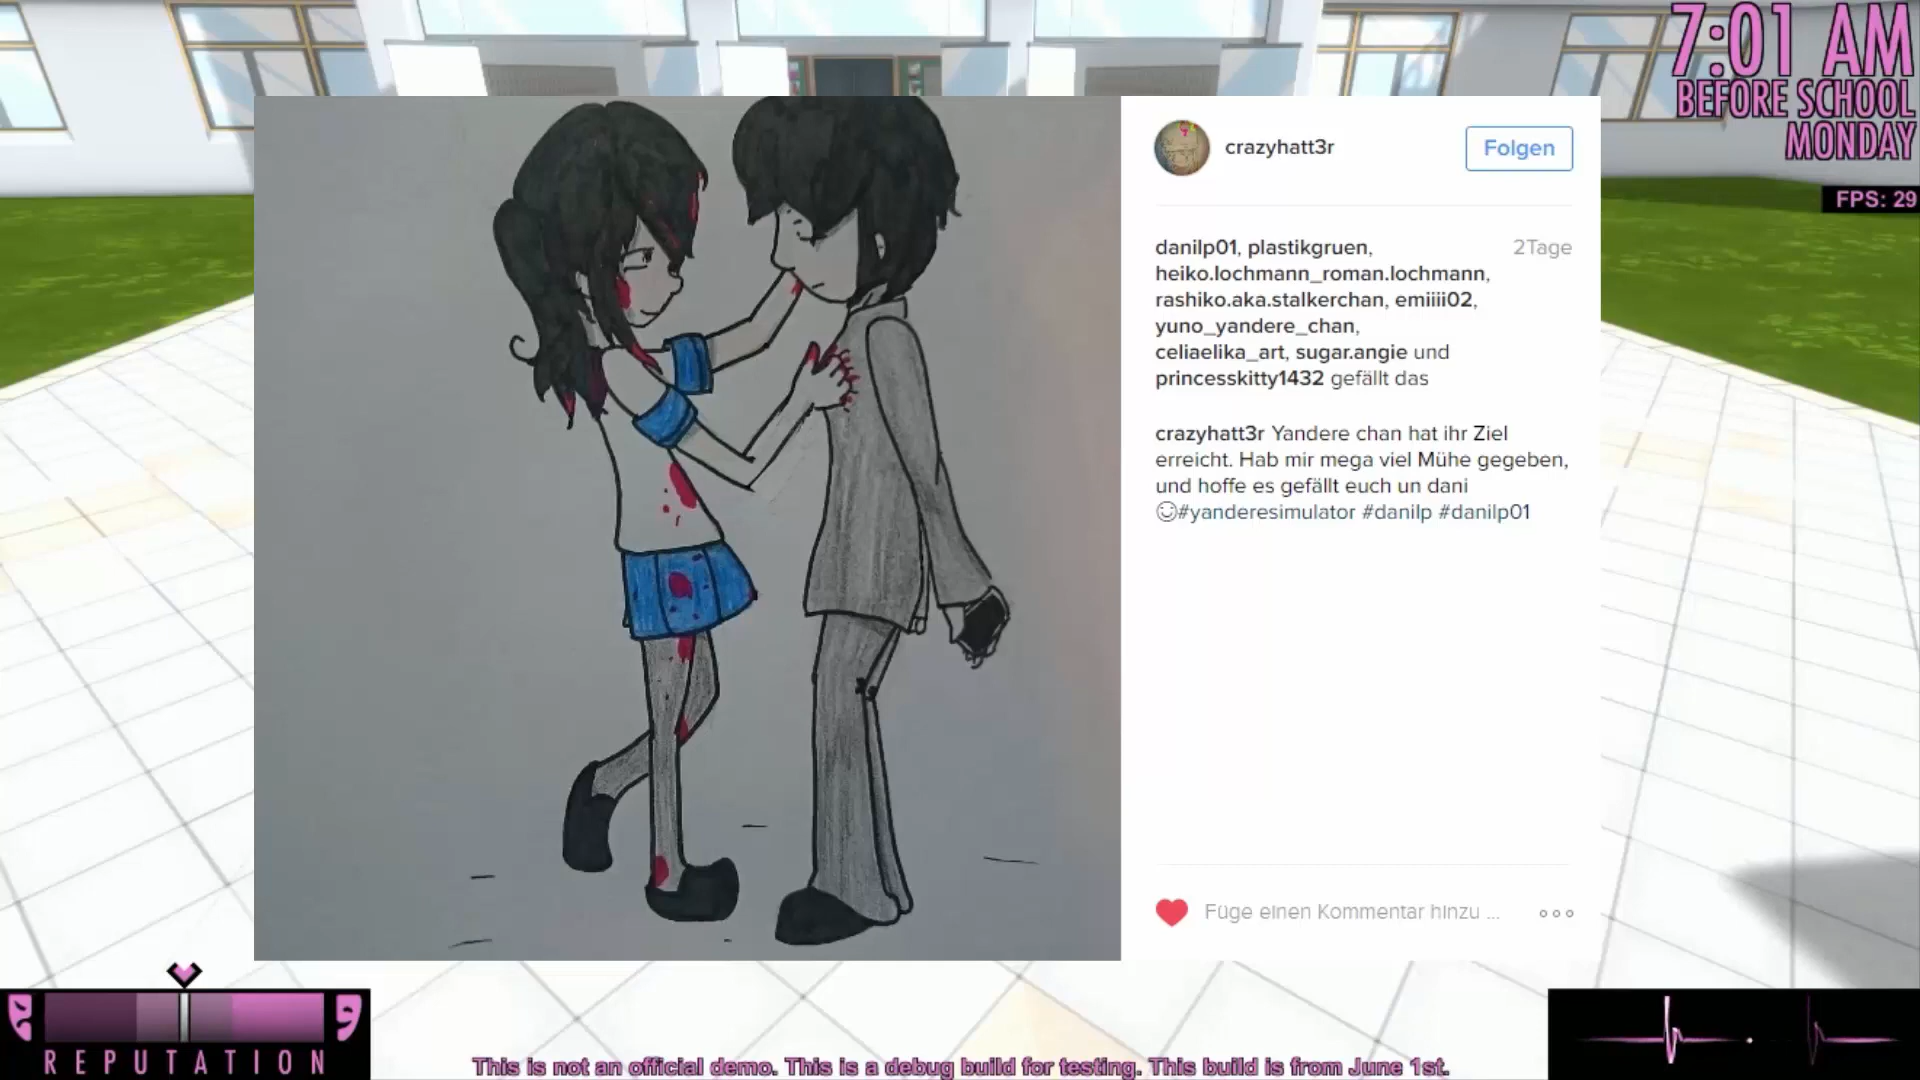 7:01 AM
BEFORE SCHOOL
MONDAY
FPS: 29
crazyhatt3r
Folgen
danilp01, plastikgruen,
2Tage
heiko.lochmann_roman.lochmann,
rashiko.aka.stalkerchan, emiiii02,
yuno_yandere_chan,
celiaelika_art, sugar.angie und
princesskitty1432 gefällt das
crazyhatt3r Yandere chan hat ihr Ziel
erreicht. Hab mir mega viel Mühe gegeben,
und hoffe es gefällt euch un dani
☺#yanderesimulator #danilp #danilp01
Füge einen Kommentar hinzu ...
REPUTATION
This is not an official demo. This is a debug build for testing. This build is from June 1st.